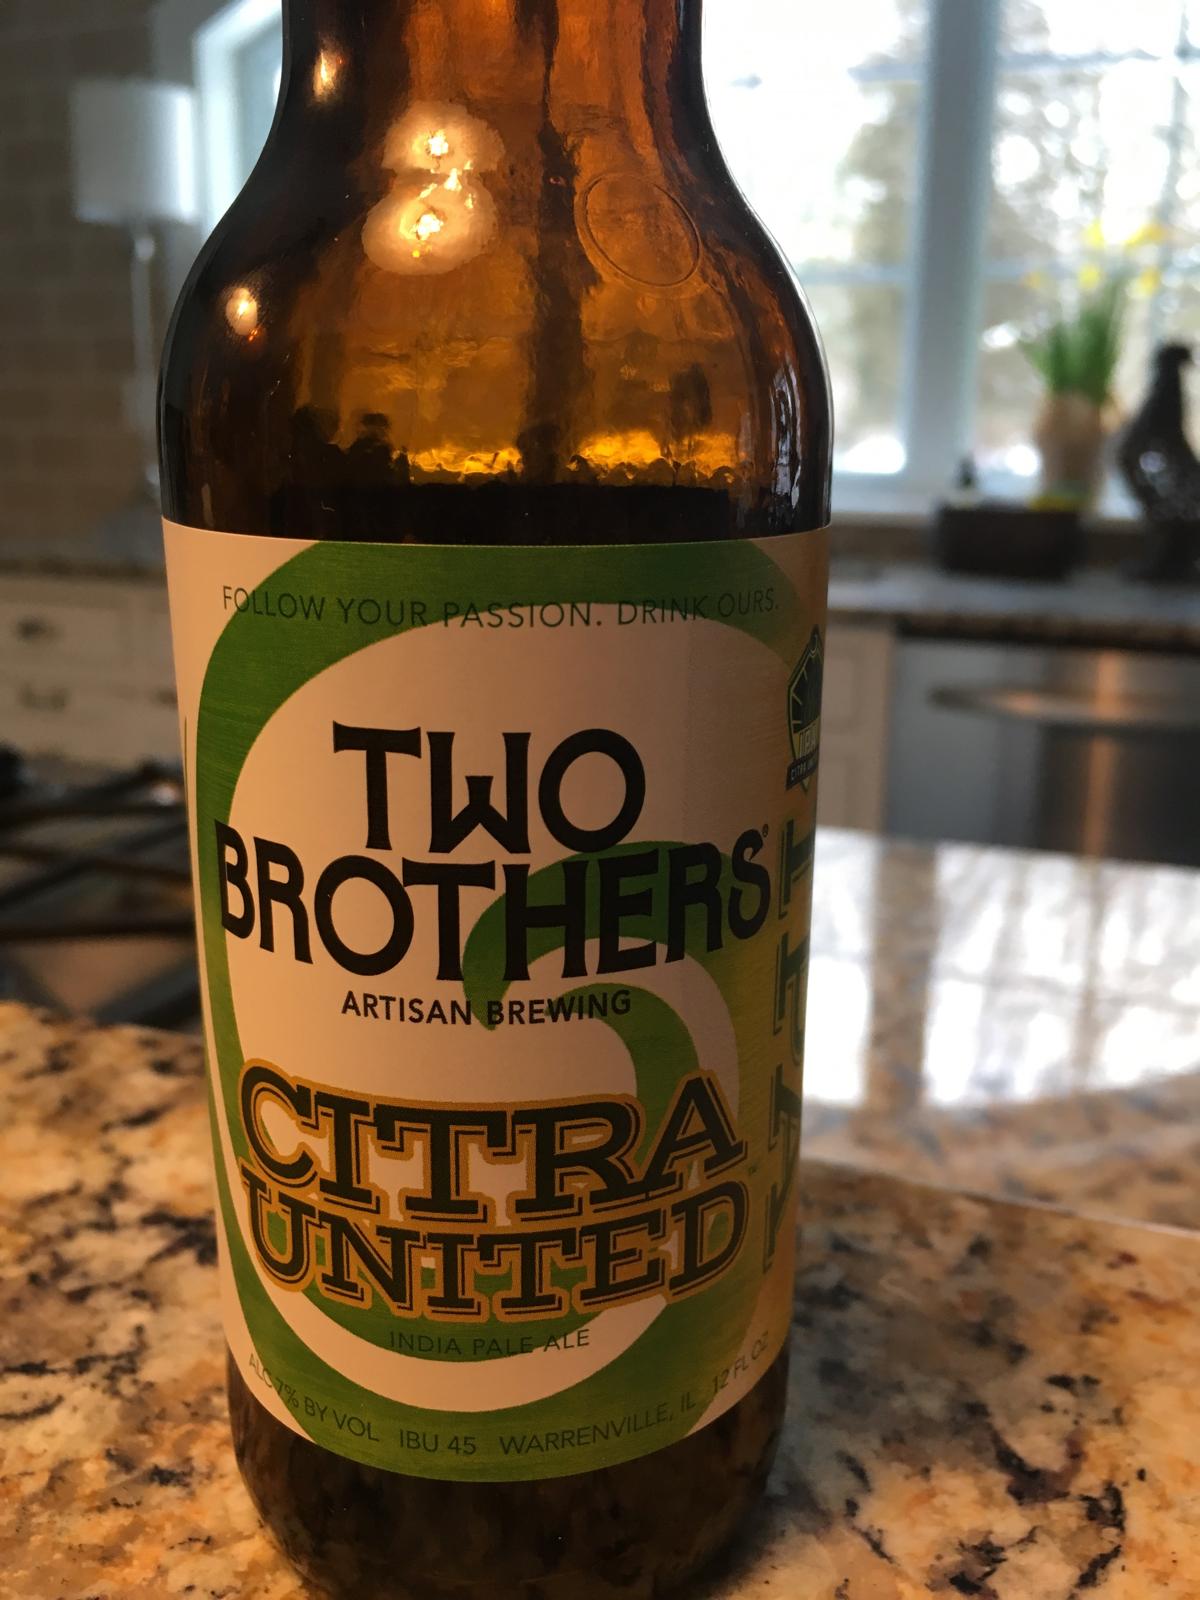 FOLLOW YOUR PASSION. DRINK OURS.
TWO
BROTHERS®
ARTISAN BREWING
CITRA
UNITED™
INDIA PALE ALE
ALC 7% BY VOL IBU 45 WARRENVILLE, IL 12 FL OZ